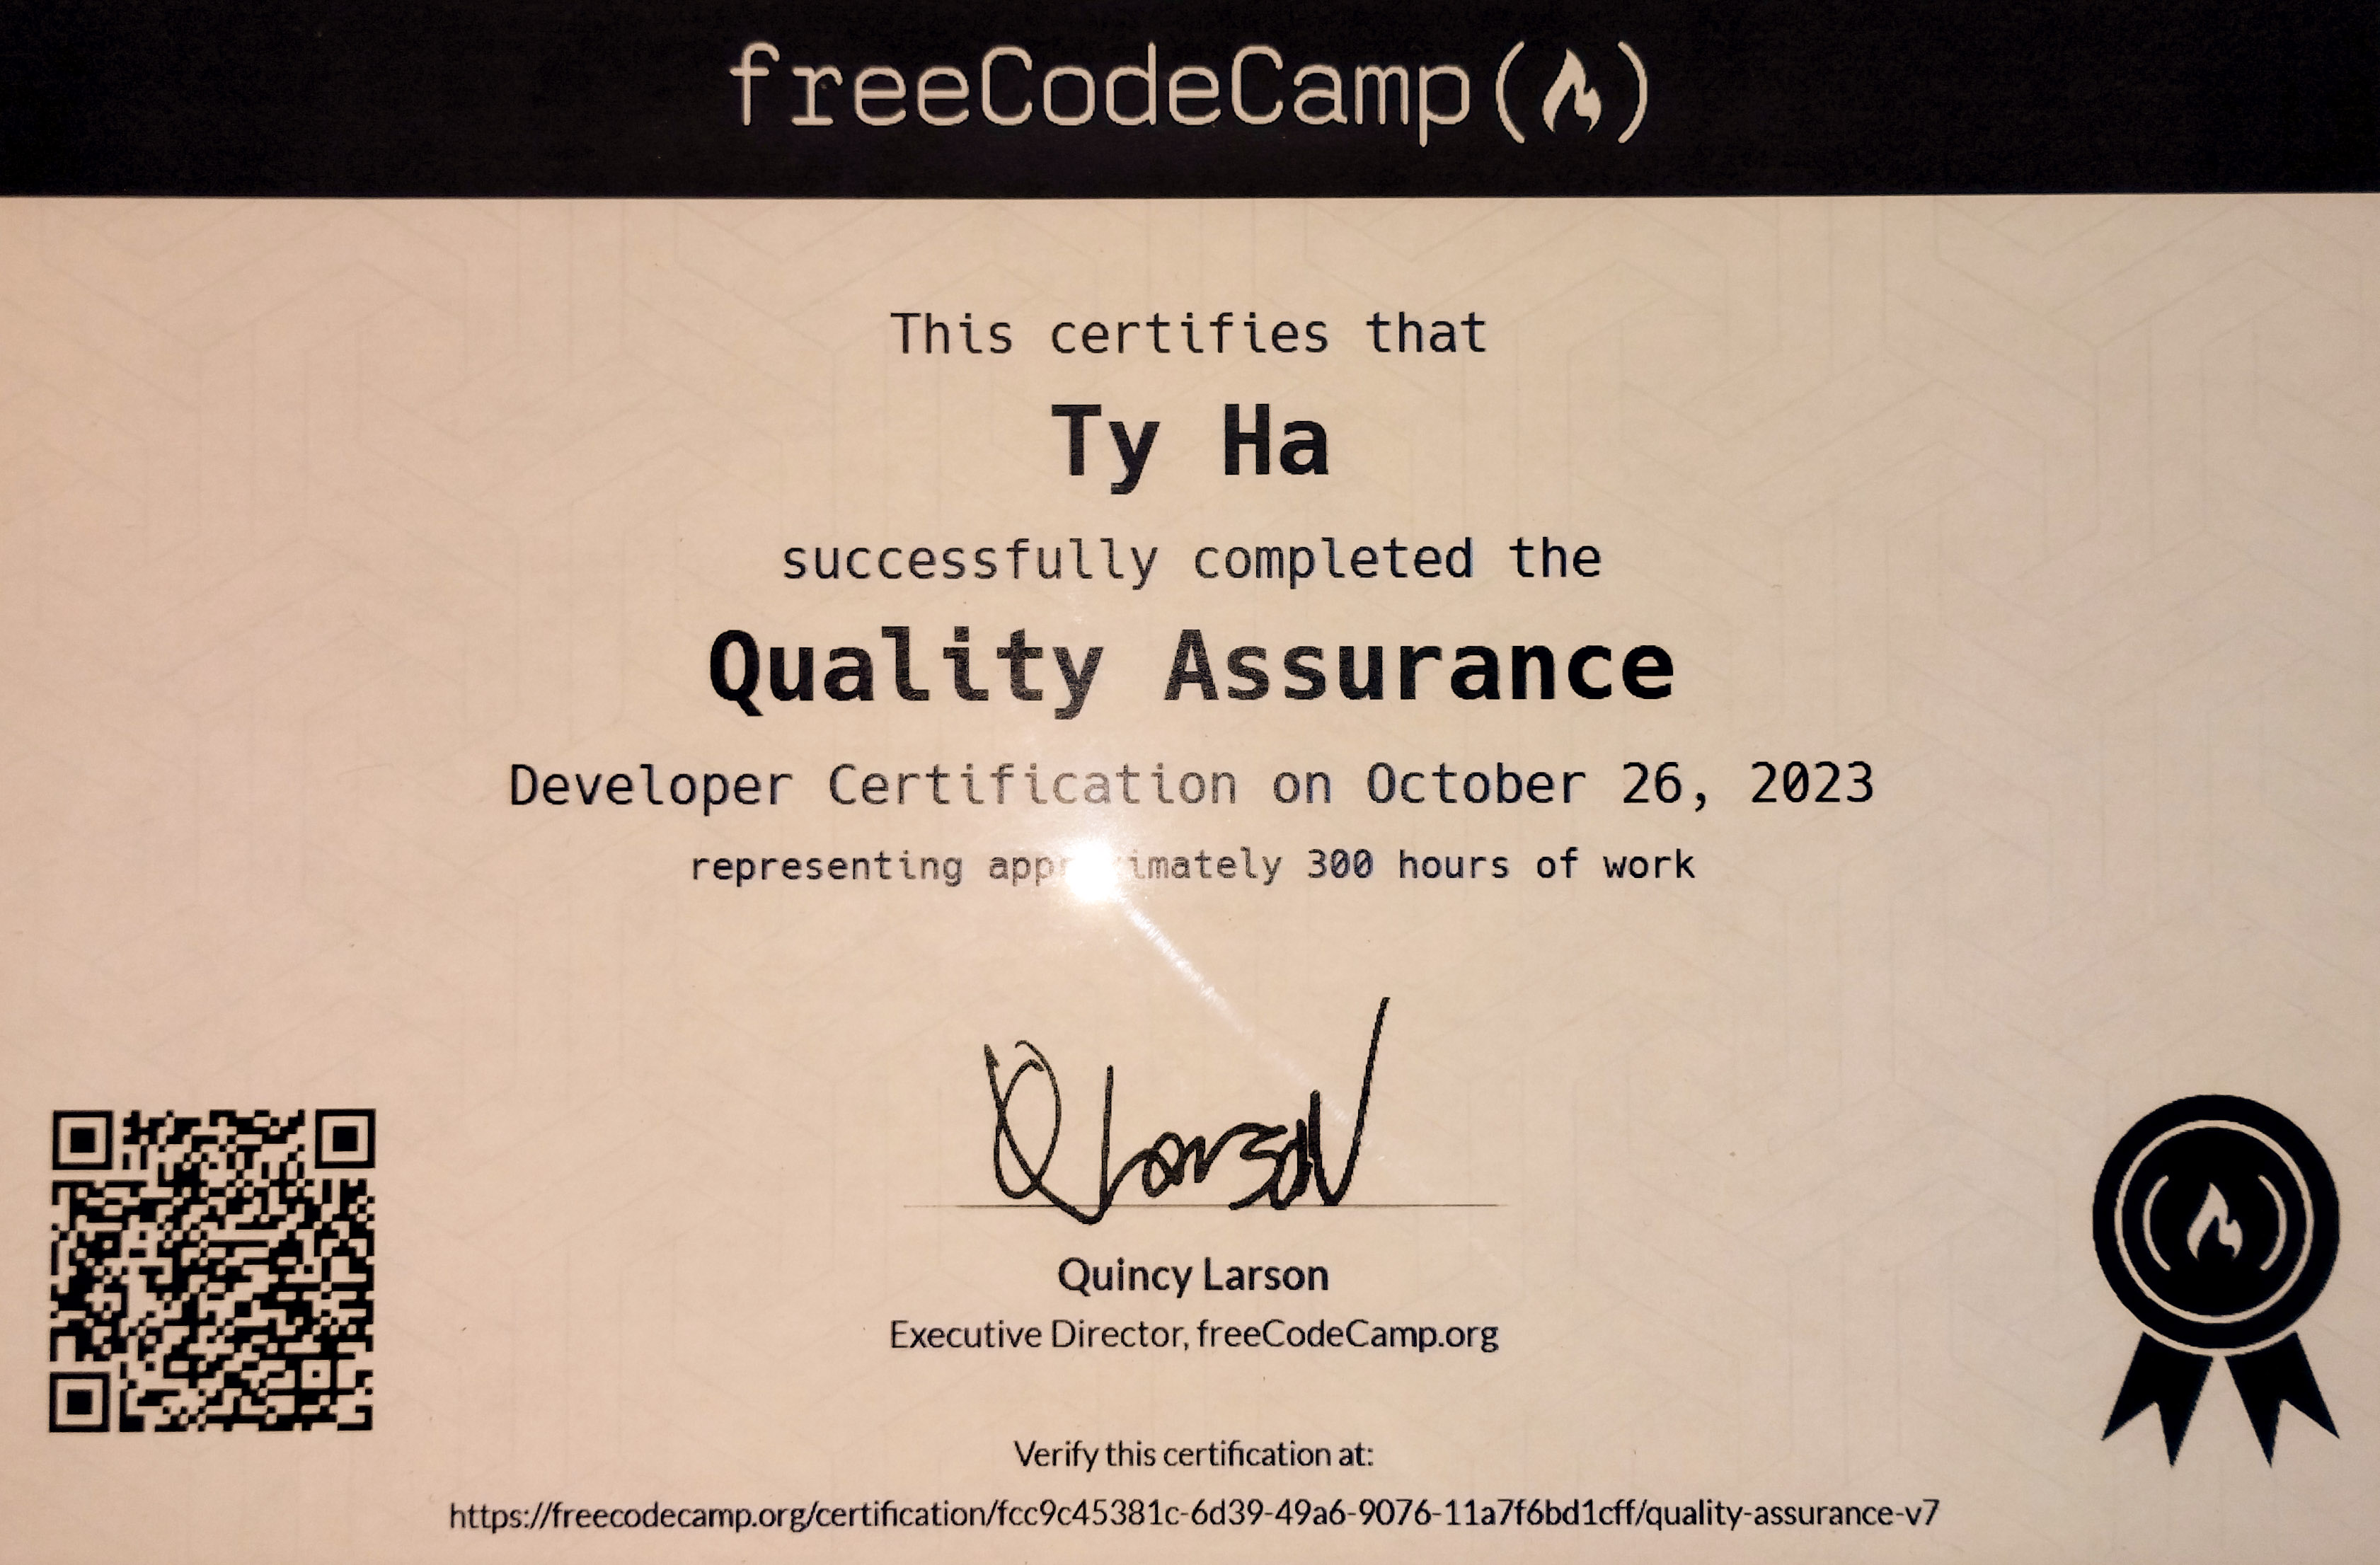 freeCodeCamp(🔥)
This certifies that
Ty Ha
successfully completed the
Quality Assurance
Developer Certification on October 26, 2023
representing 300 hours of work
QLarson
Quincy Larson
Executive Director, freeCodeCamp.org
Verify this certification at:
https://freecodecamp.org/certification/fcc9c45381c-6d39-49a6-9076-11a7f6bd1cff/quality-assurance-v7